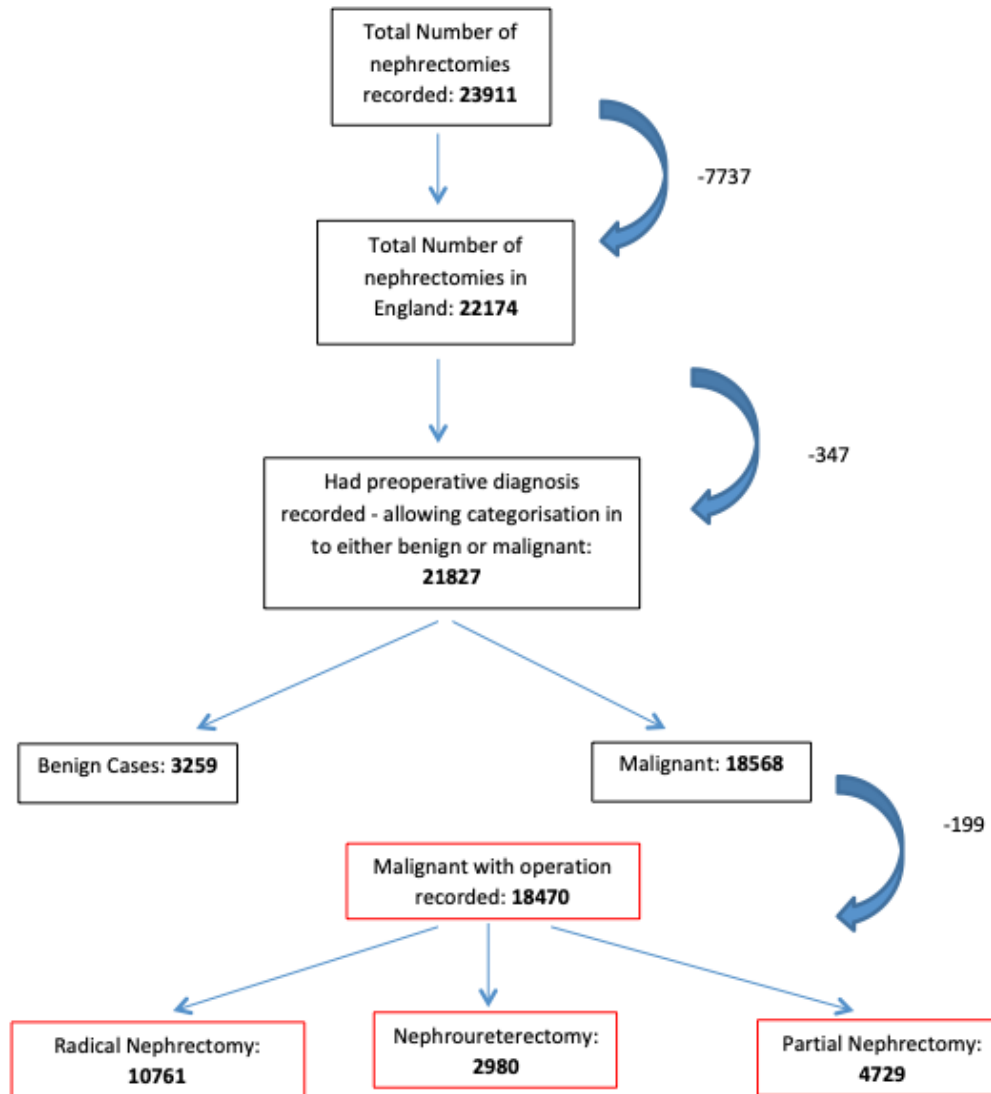 Total Number of
nephrectomies
recorded: 23911
-7737
Total Number of
nephrectomies in
England: 22174
-347
Had preoperative diagnosis
recorded - allowing categorisation in
to either benign or malignant:
21827
Benign Cases: 3259
Malignant: 18568
-199
Malignant with operation
recorded: 18470
Radical Nephrectomy:
10761
Nephroureterectomy:
2980
Partial Nephrectomy:
4729